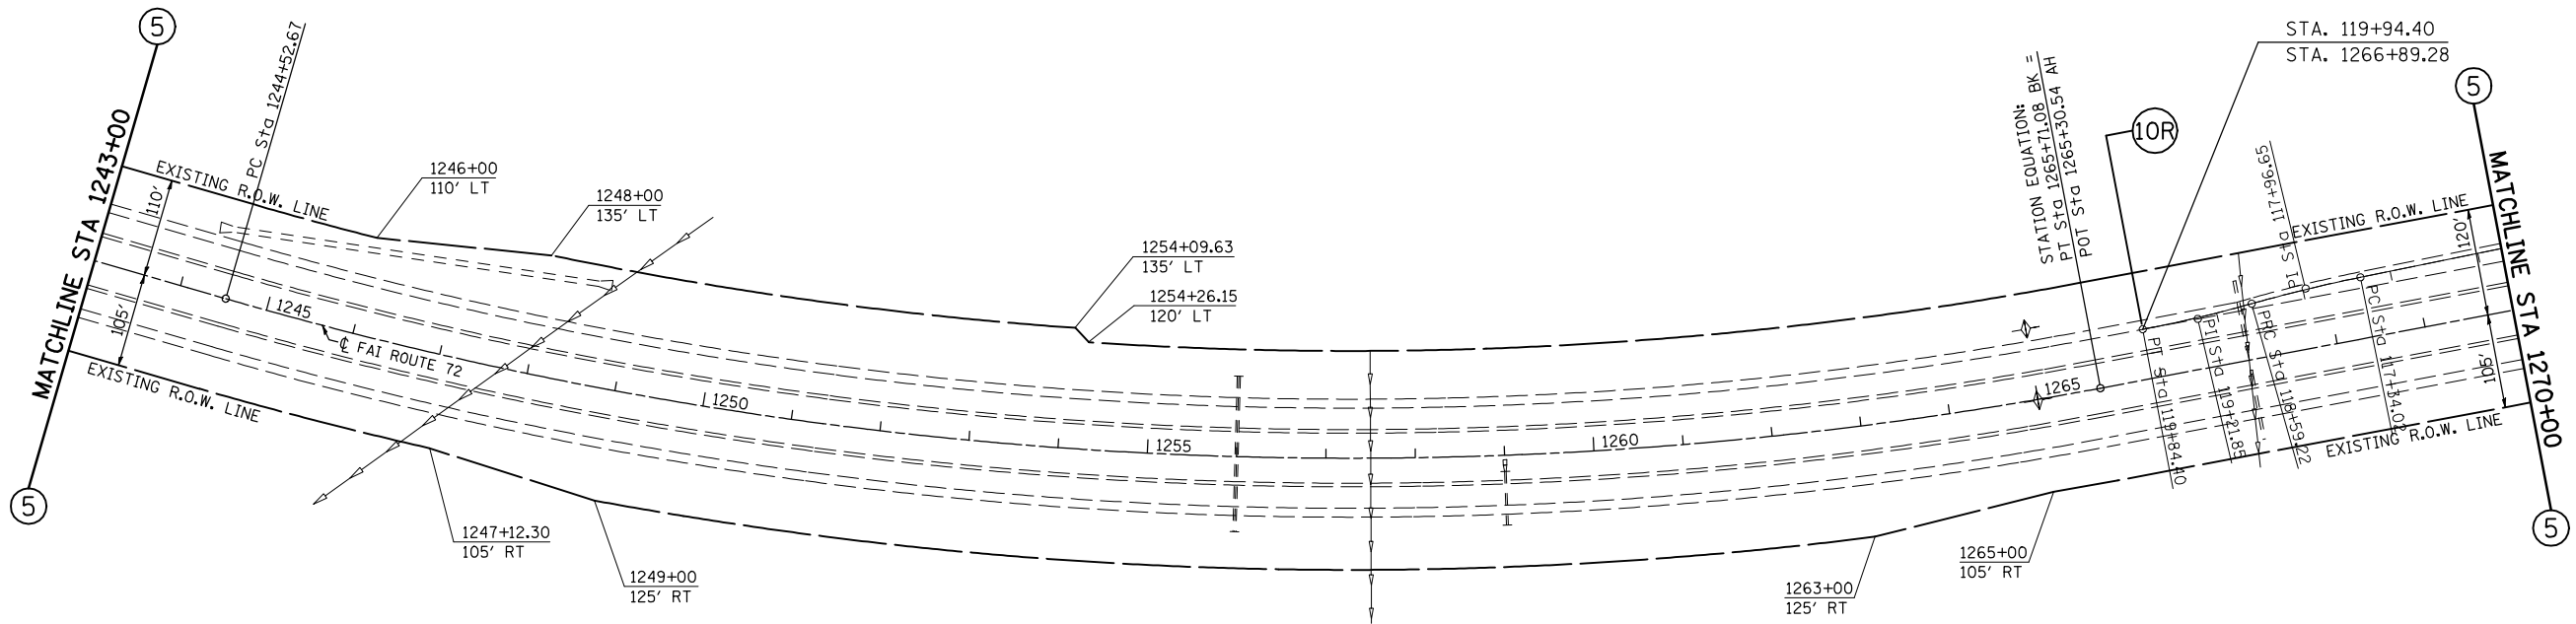 5
MATCHLINE STA 1243+00
5
PC Sta 1244+52.67
EXISTING R.O.W. LINE
110'
105'
EXISTING R.O.W. LINE
1245
℄ FAI ROUTE 72
1246+00
110' LT
1248+00
135' LT
1247+12.30
105' RT
1249+00
125' RT
1250
1254+09.63
135' LT
1254+26.15
120' LT
1255
1260
1263+00
125' RT
1265+00
105' RT
1265
STATION EQUATION:
PT Sta 1265+71.08 BK =
POT Sta 1265+30.54 AH
10R
STA. 119+94.40
STA. 1266+89.28
PT Sta 119+84.40
PI Sta 119+21.85
PRC Sta 118+59.22
PI Sta 117+96.65
PC Sta 117+34.02
EXISTING R.O.W. LINE
120'
105'
EXISTING R.O.W. LINE
5
MATCHLINE STA 1270+00
5